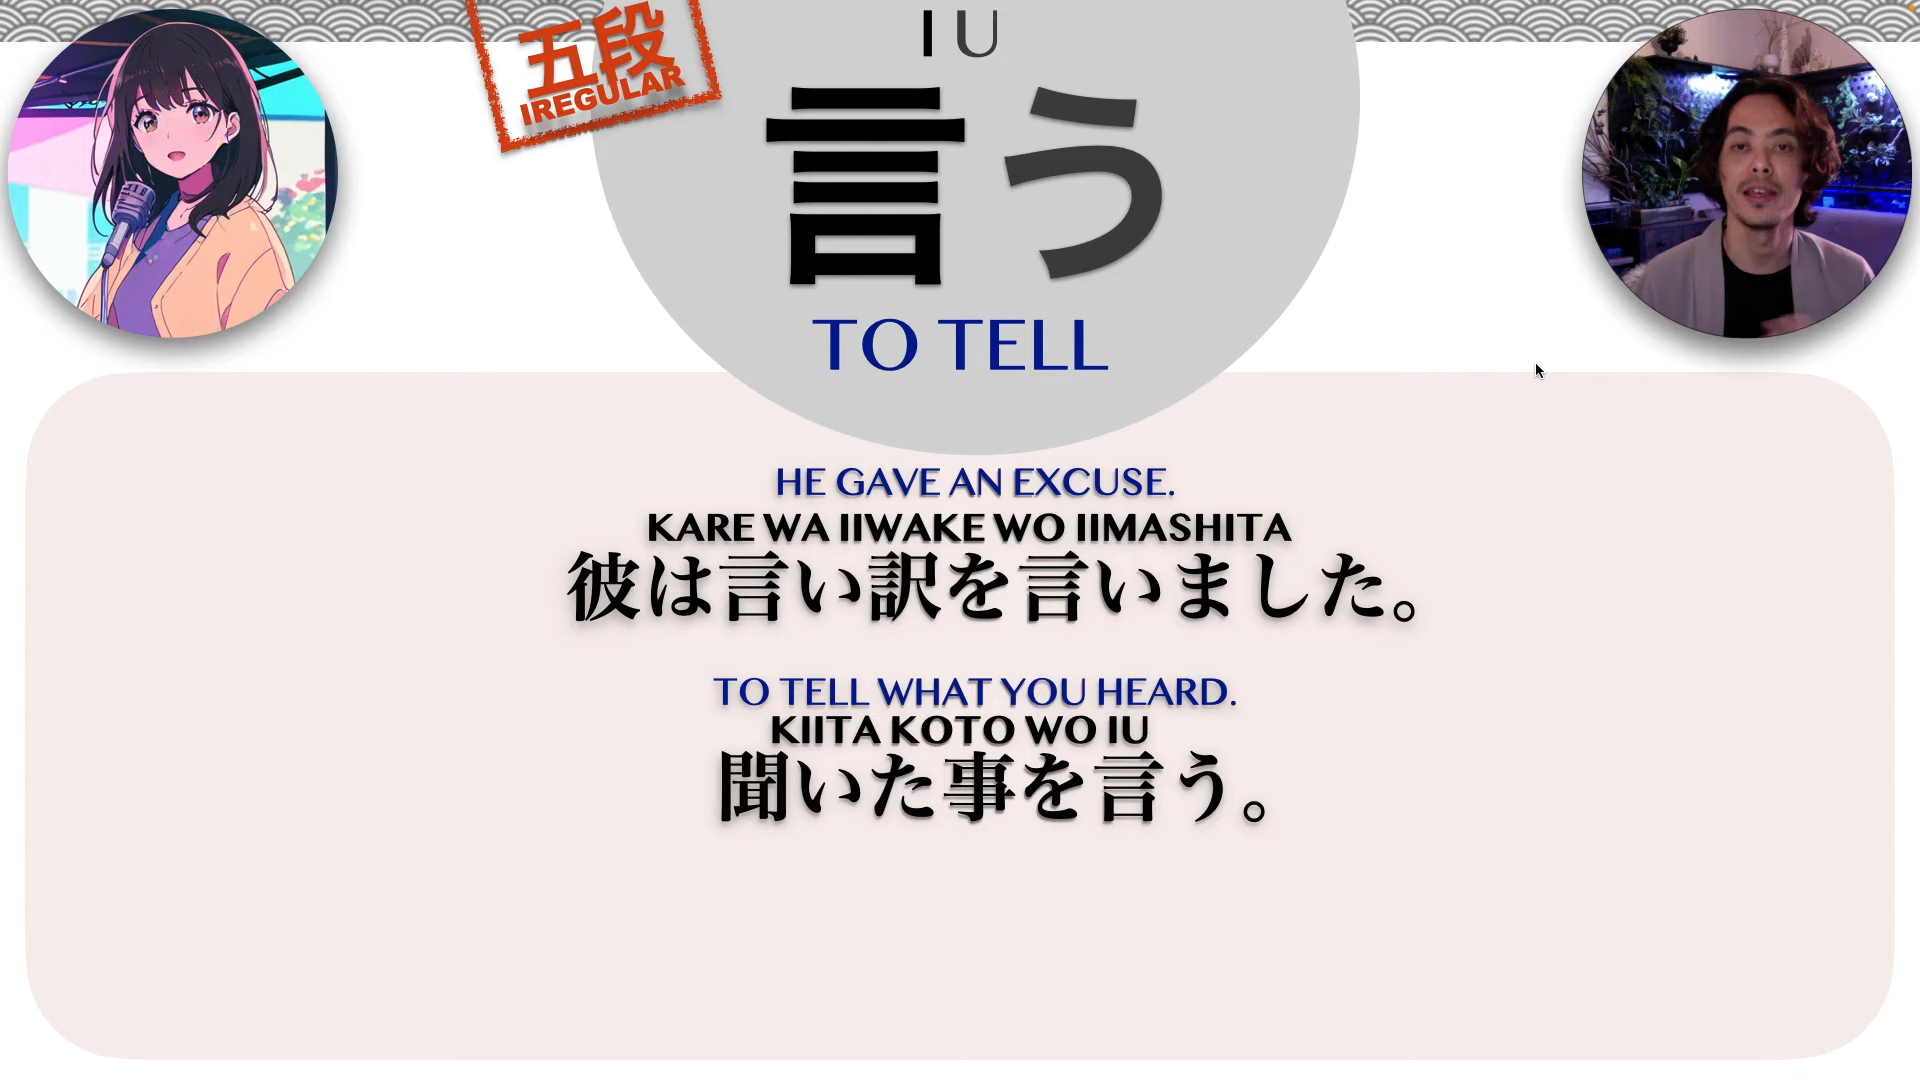 五段
IREGULAR
IU
言う
TO TELL
HE GAVE AN EXCUSE.
KARE WA IIWAKE WO IIMASHITA
彼は言い訳を言いました。
TO TELL WHAT YOU HEARD.
KIITA KOTO WO IU
聞いた事を言う。